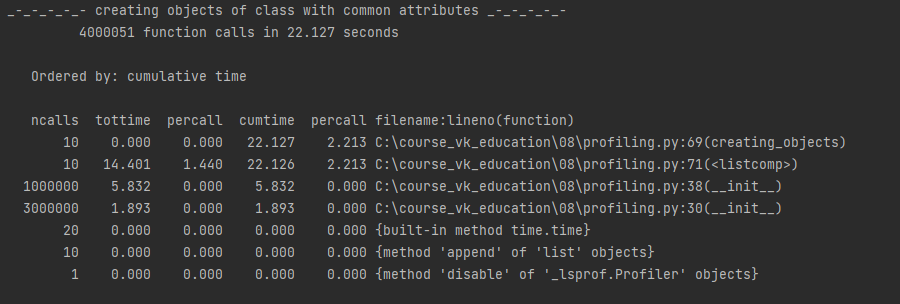 _-_-_-_-_- creating objects of class with common attributes _-_-_-_-_-
4000051 function calls in 22.127 seconds
Ordered by: cumulative time
ncalls tottime percall cumtime percall filename:lineno(function)
10 0.000 0.000 22.127 2.213 C:\course_vk_education\08\profiling.py:69(creating_objects)
10 14.401 1.440 22.126 2.213 C:\course_vk_education\08\profiling.py:71(<listcomp>)
1000000 5.832 0.000 5.832 0.000 C:\course_vk_education\08\profiling.py:38(__init__)
3000000 1.893 0.000 1.893 0.000 C:\course_vk_education\08\profiling.py:30(__init__)
20 0.000 0.000 0.000 0.000 {built-in method time.time}
10 0.000 0.000 0.000 0.000 {method 'append' of 'list' objects}
1 0.000 0.000 0.000 0.000 {method 'disable' of '_lsprof.Profiler' objects}